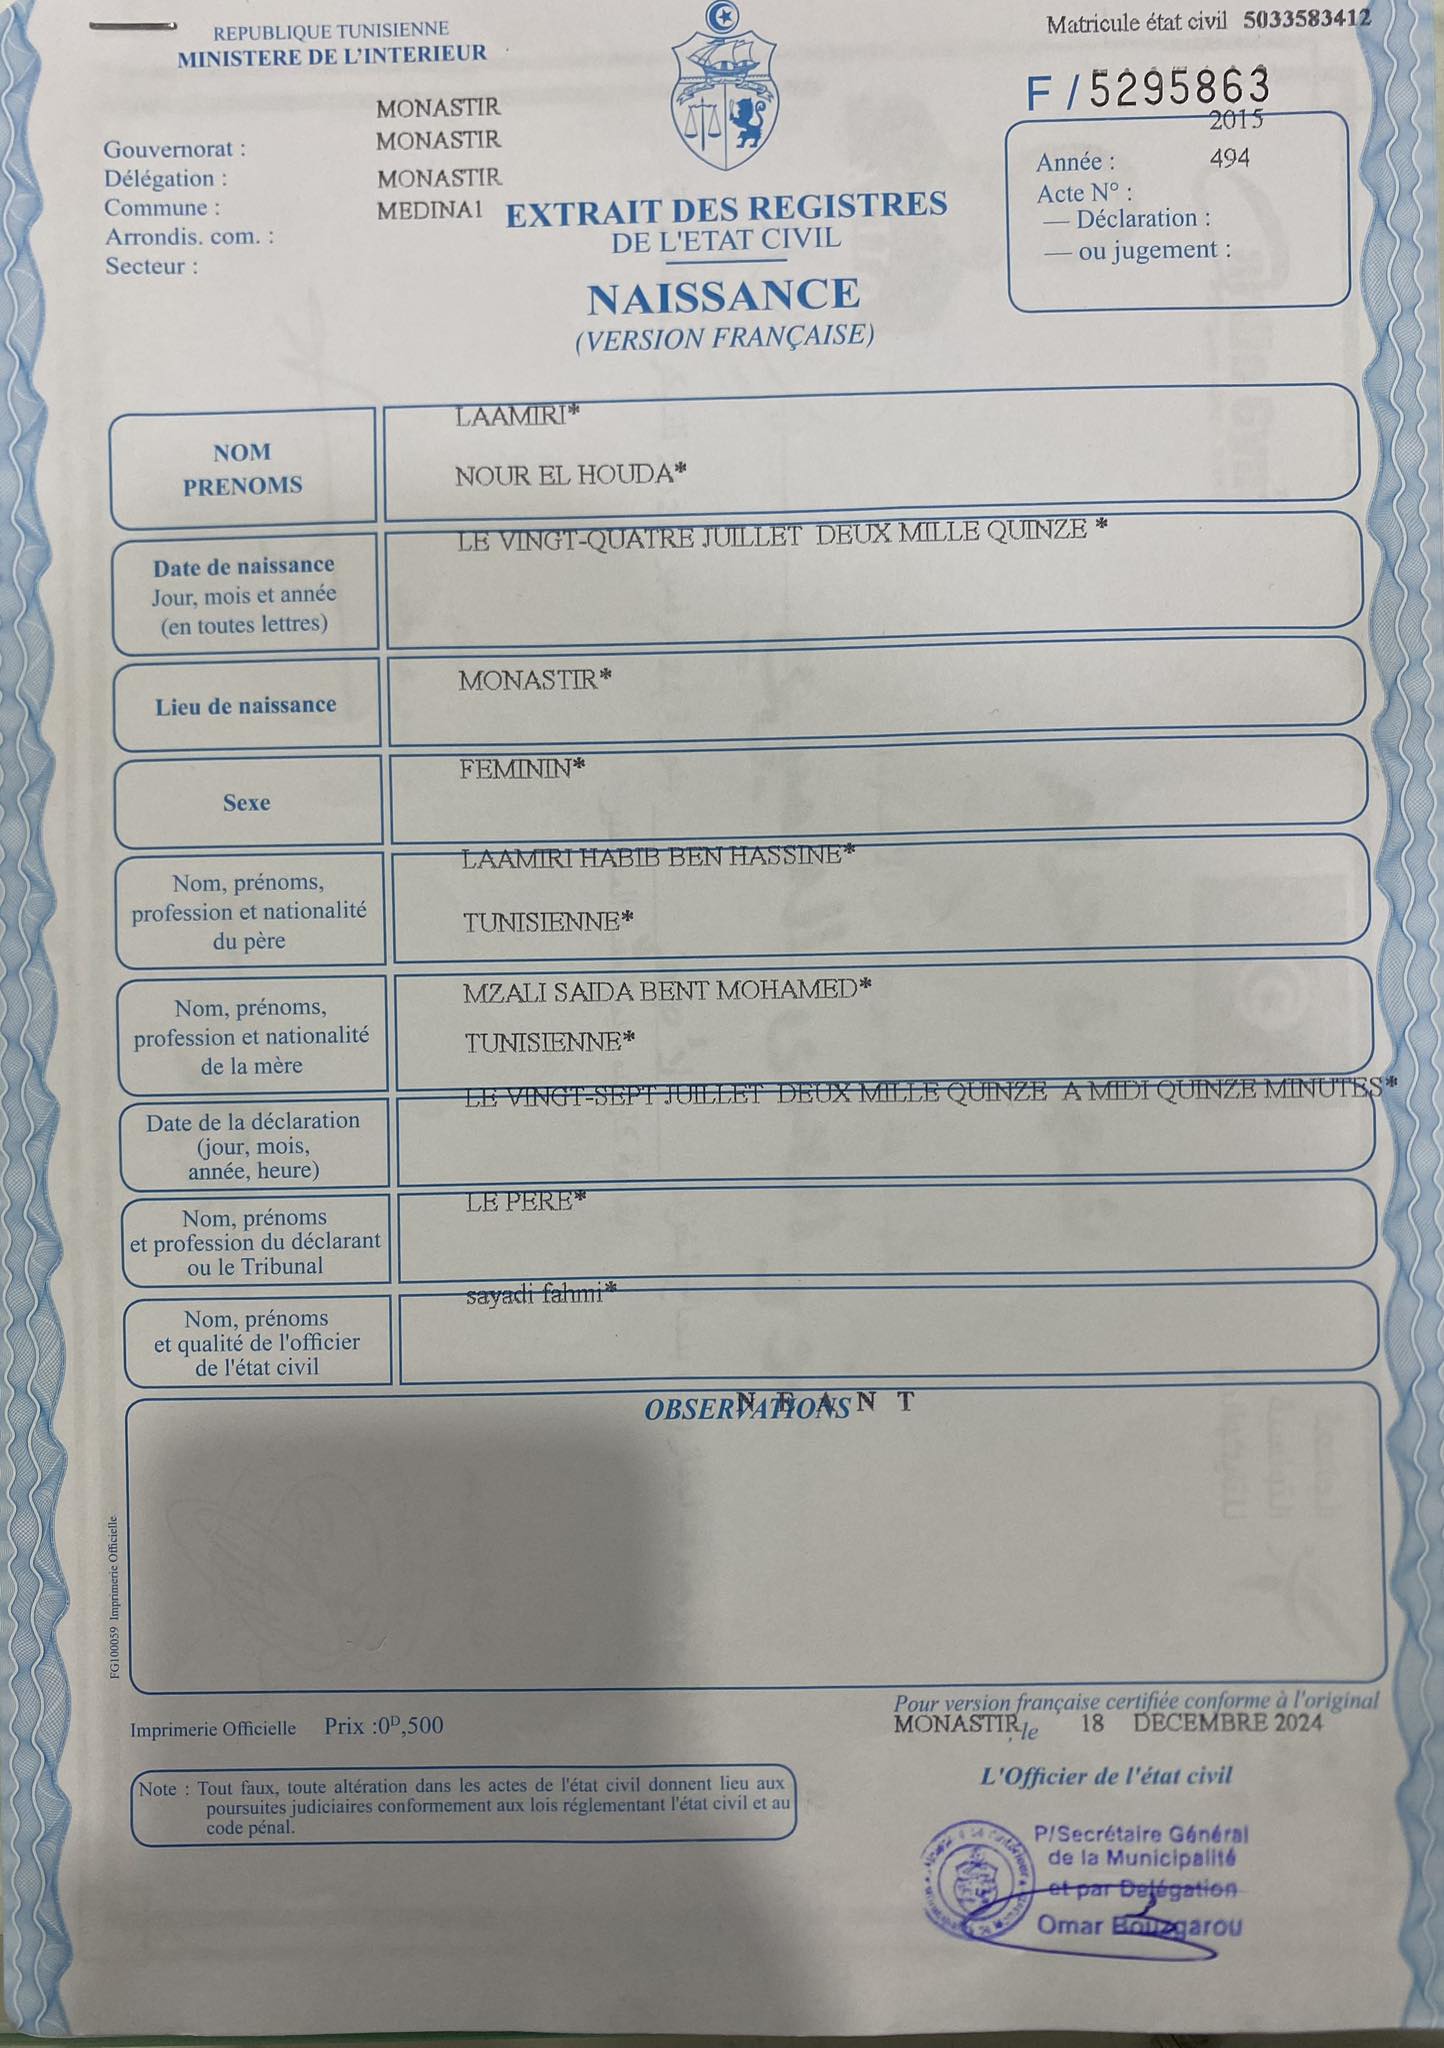 REPUBLIQUE TUNISIENNE
MINISTERE DE L'INTERIEUR
Matricule état civil 5033583412
F / 5295863
MONASTIR
Gouvernorat :
MONASTIR
Délégation :
MONASTIR
Commune :
MEDINA1
Arrondis. com. :
Secteur :
2015
Année :
494
Acte N° :
— Déclaration :
— ou jugement :
EXTRAIT DES REGISTRES
DE L'ETAT CIVIL
NAISSANCE
(VERSION FRANÇAISE)
NOM
PRENOMS
LAAMIRI*
NOUR EL HOUDA*
Date de naissance
Jour, mois et année
(en toutes lettres)
LE VINGT-QUATRE JUILLET DEUX MILLE QUINZE *
Lieu de naissance
MONASTIR*
Sexe
FEMININ*
Nom, prénoms,
profession et nationalité
du père
LAAMIRI HABIB BEN HASSINE*
TUNISIENNE*
Nom, prénoms,
profession et nationalité
de la mère
MZALI SAIDA BENT MOHAMED*
TUNISIENNE*
Date de la déclaration
(jour, mois,
année, heure)
LE VINGT-SEPT JUILLET DEUX MILLE QUINZE A MIDI QUINZE MINUTES*
Nom, prénoms
et profession du déclarant
ou le Tribunal
LE PERE*
Nom, prénoms
et qualité de l'officier
de l'état civil
sayadi fahmi*
OBSERVATIONS
N E A N T
FG100059 Imprimerie Officielle
Imprimerie Officielle Prix :0ᴰ,500
Pour version française certifiée conforme à l'original
MONASTIR, le 18 DECEMBRE 2024
L'Officier de l'état civil
Note : Tout faux, toute altération dans les actes de l'état civil donnent lieu aux
poursuites judiciaires conformement aux lois réglementant l'état civil et au
code pénal.
P/Secrétaire Général
de la Municipalité
et par Delégation
Omar Bouzgarou